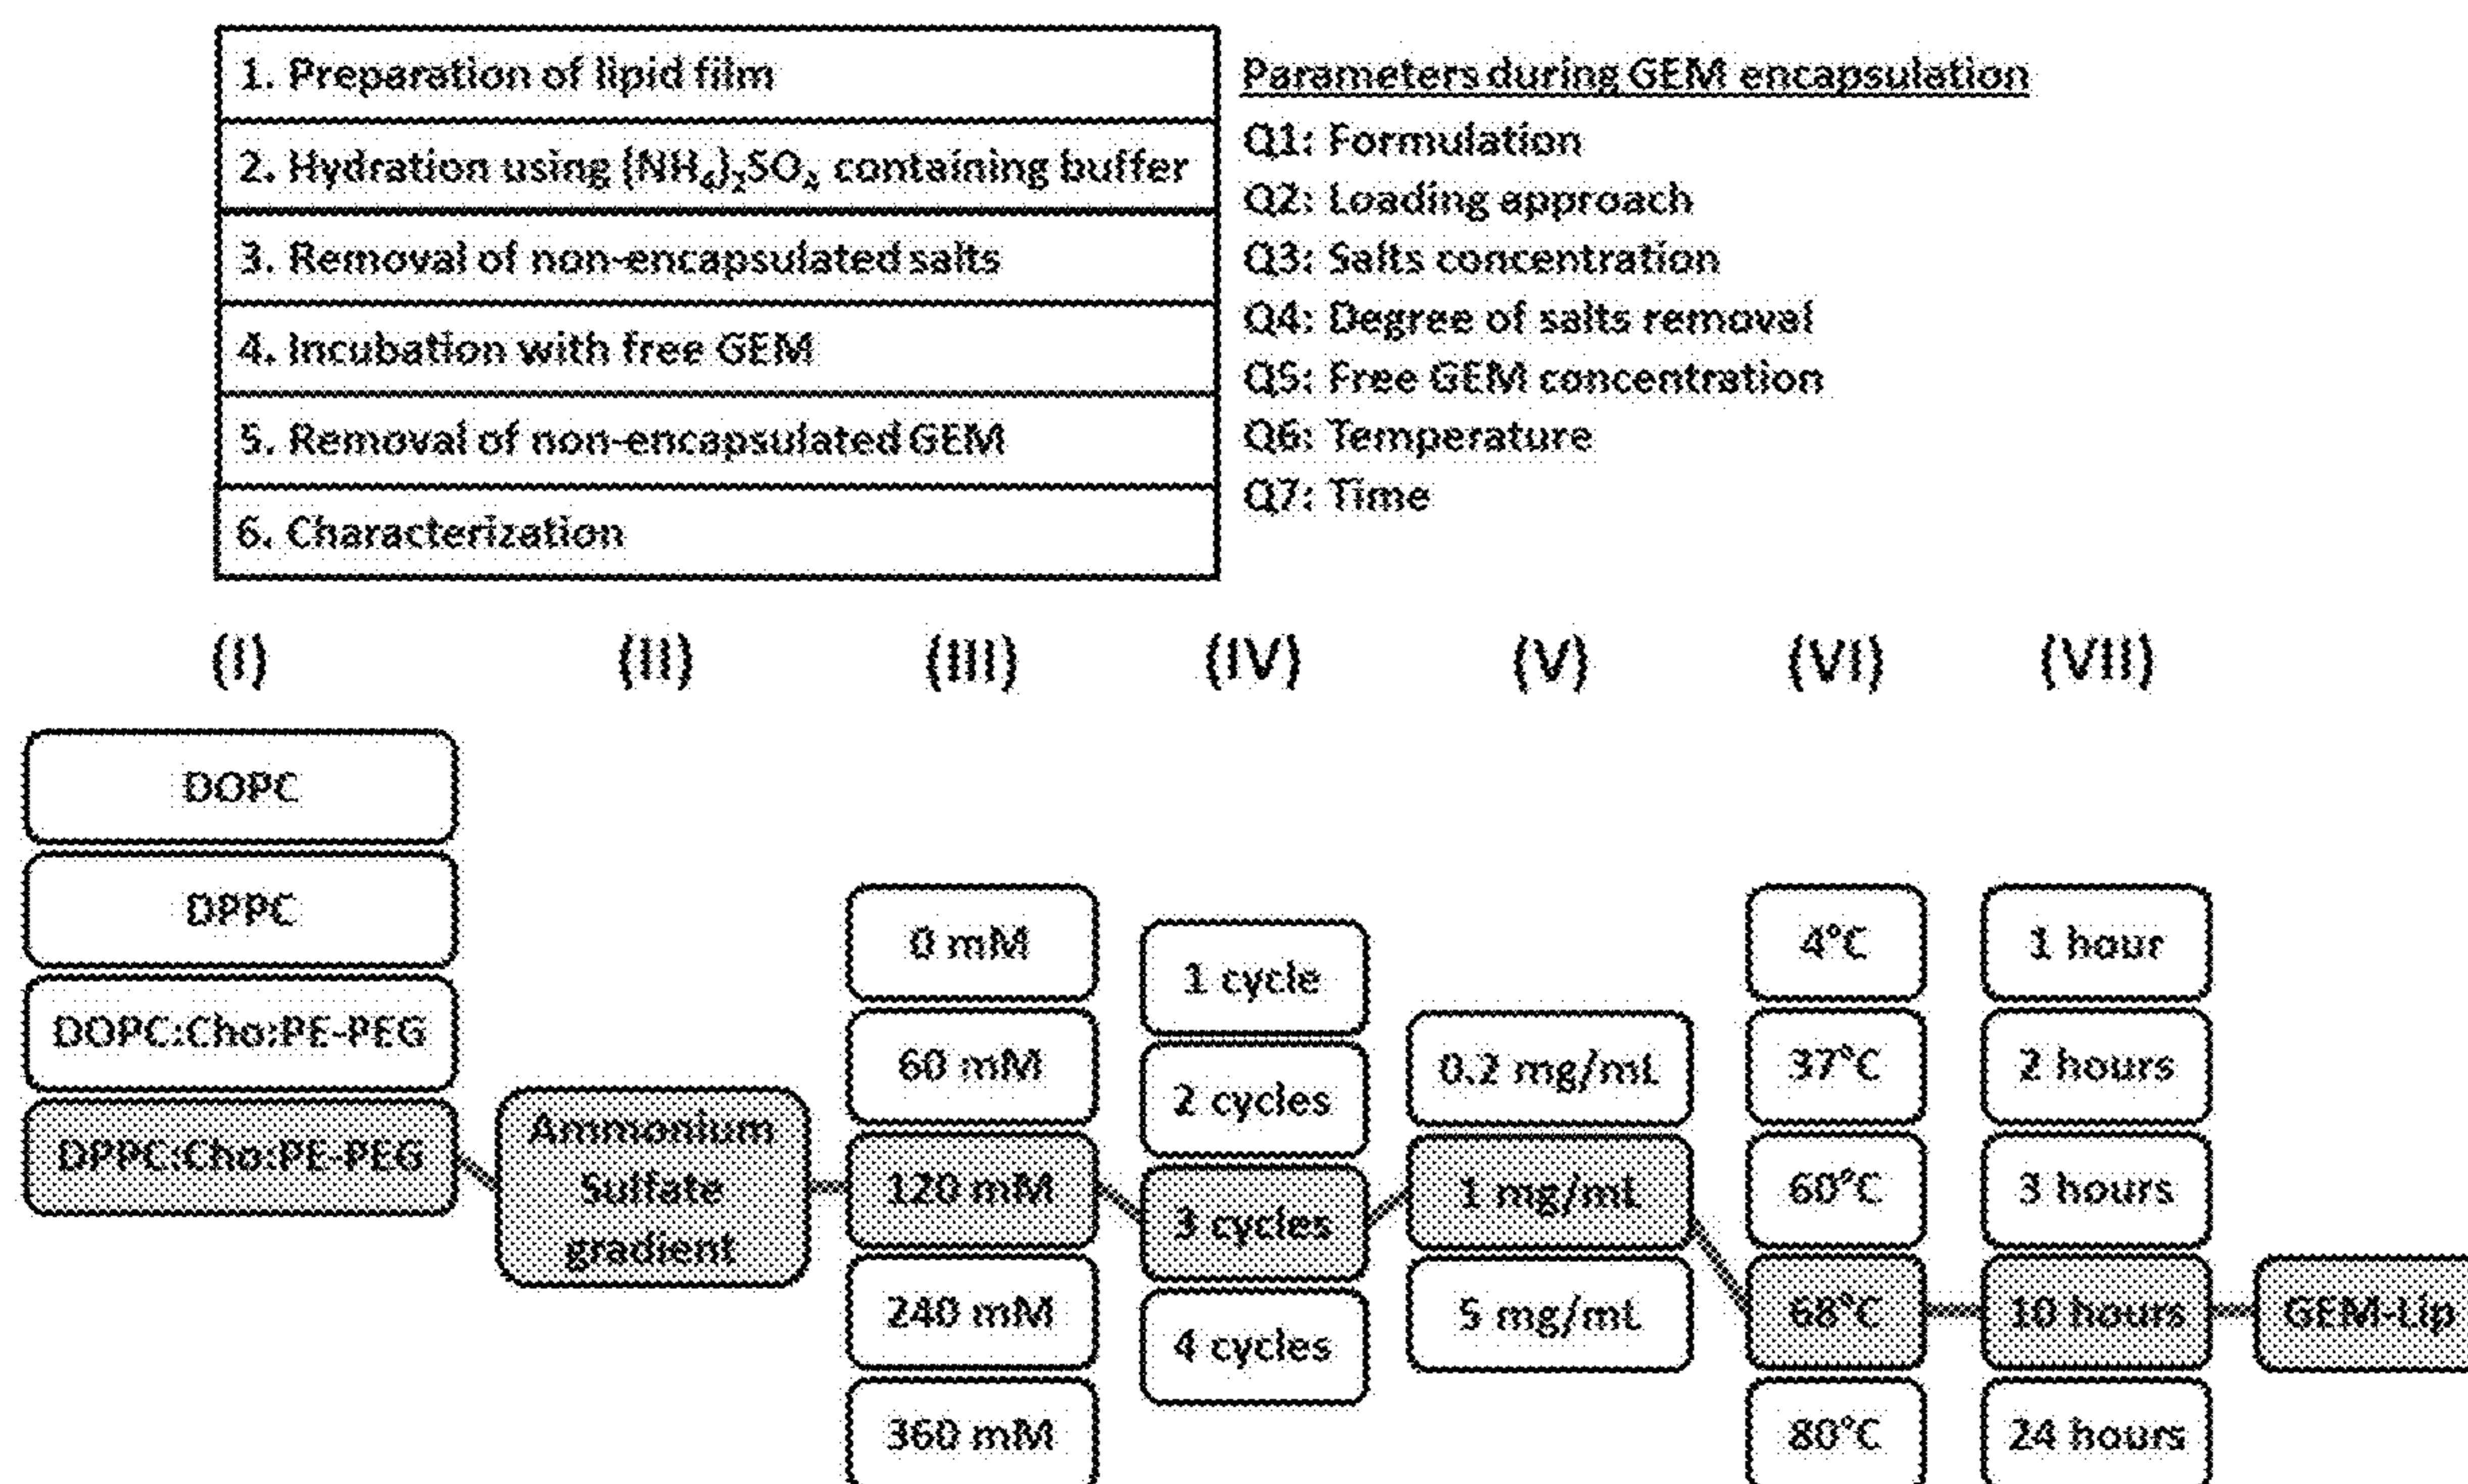 1. Preparation of lipid film
2. Hydration using (NH₄)₂SO₄ containing buffer
3. Removal of non-encapsulated salts
4. Incubation with free GEM
5. Removal of non-encapsulated GEM
6. Characterization
Parameters during GEM encapsulation
Q1: Formulation
Q2: Loading approach
Q3: Salts concentration
Q4: Degree of salts removal
Q5: Free GEM concentration
Q6: Temperature
Q7: Time
(I) (II) (III) (IV) (V) (VI) (VII)
DOPC
DPPC
DOPC:Cho:PE-PEG
DPPC:Cho:PE-PEG
Ammonium
Sulfate
gradient
0 mM
60 mM
120 mM
240 mM
360 mM
1 cycle
2 cycles
3 cycles
4 cycles
0.2 mg/mL
1 mg/mL
5 mg/mL
4°C
37°C
60°C
68°C
80°C
1 hour
2 hours
3 hours
10 hours
24 hours
GEM-Lip